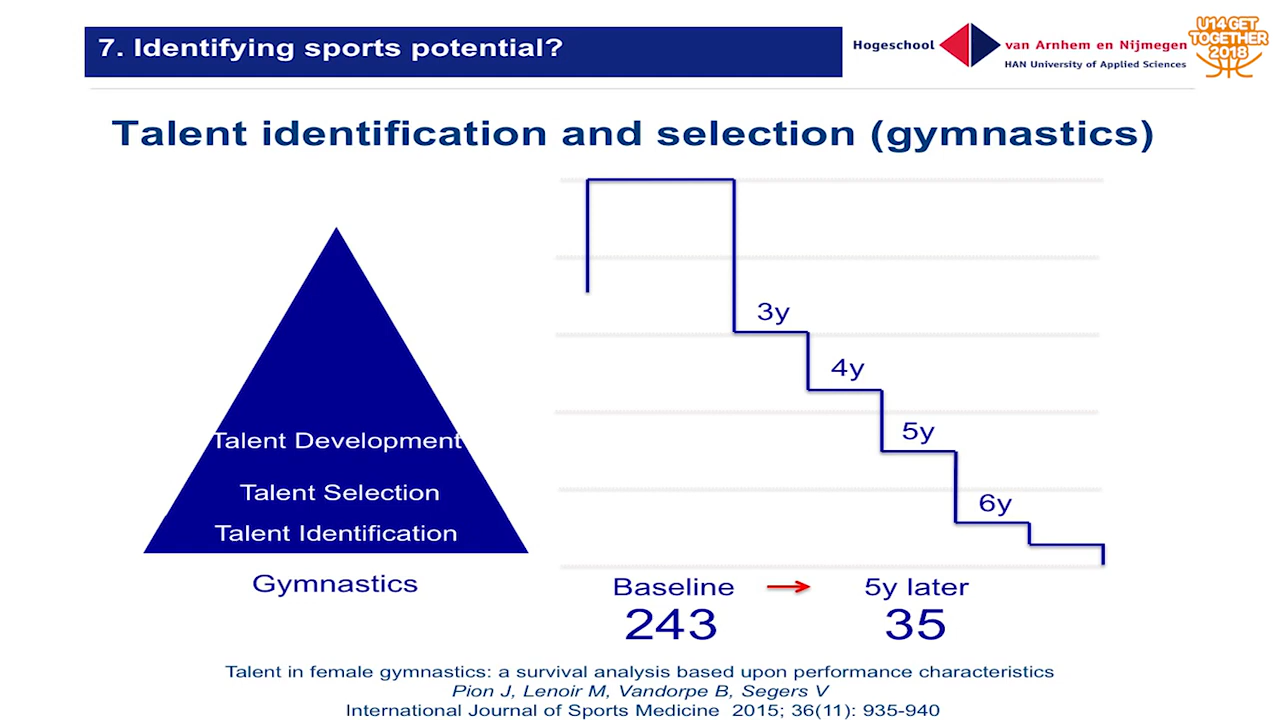 7. Identifying sports potential?
Hogeschool van Arnhem en Nijmegen
HAN University of Applied Sciences
U14 GET
TOGETHER
2018
Talent identification and selection (gymnastics)
3y
4y
5y
6y
Talent Development
Talent Selection
Talent Identification
Gymnastics
Baseline → 5y later
243 35
Talent in female gymnastics: a survival analysis based upon performance characteristics
Pion J, Lenoir M, Vandorpe B, Segers V
International Journal of Sports Medicine 2015; 36(11): 935-940